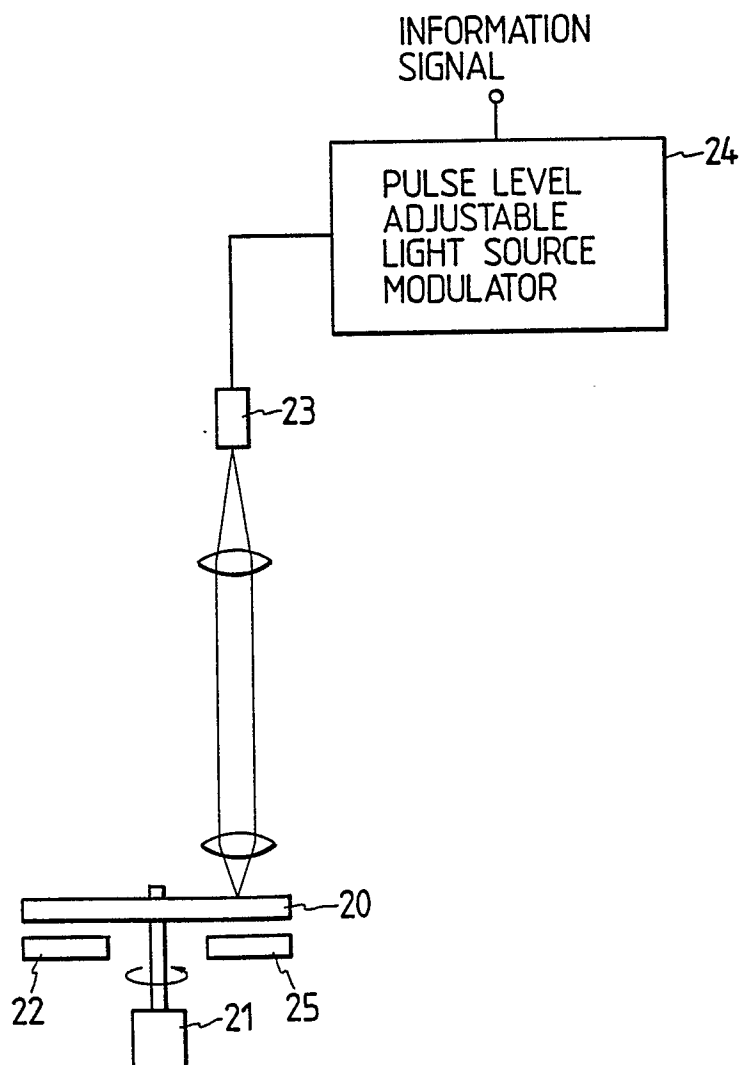 INFORMATION
SIGNAL
24
PULSE LEVEL
ADJUSTABLE
LIGHT SOURCE
MODULATOR
23
20
22
25
21